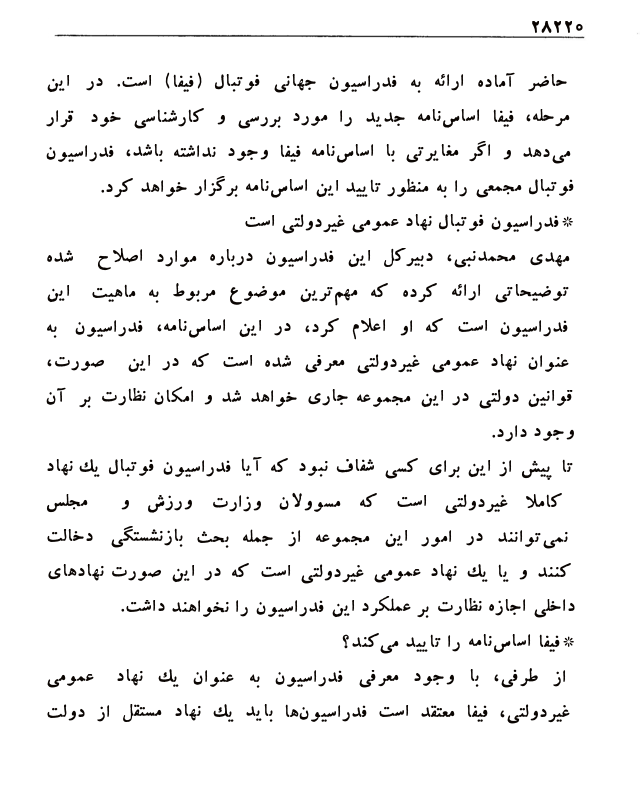 ۲۸۲۲۰
حاضر آماده ارائه به فدراسیون جهانی فوتبال (فیفا) است. در این
مرحله، فیفا اساس‌نامه جدید را مورد بررسی و کارشناسی خود قرار
می‌دهد و اگر مغایرتی با اساس‌نامه فیفا وجود نداشته باشد، فدراسیون
فوتبال مجمعی را به منظور تایید این اساس‌نامه برگزار خواهد کرد.
*فدراسیون فوتبال نهاد عمومی غیردولتی است
مهدی محمدنبی، دبیرکل این فدراسیون درباره موارد اصلاح شده
توضیحاتی ارائه کرده که مهم‌ترین موضوع مربوط به ماهیت این
فدراسیون است که او اعلام کرد، در این اساس‌نامه، فدراسیون به
عنوان نهاد عمومی غیردولتی معرفی شده است که در این صورت،
قوانین دولتی در این مجموعه جاری خواهد شد و امکان نظارت بر آن
وجود دارد.
تا پیش از این برای کسی شفاف نبود که آیا فدراسیون فوتبال یك نهاد
کاملا غیردولتی است که مسوولان وزارت ورزش و مجلس
نمی‌توانند در امور این مجموعه از جمله بحث بازنشستگی دخالت
کنند و یا یك نهاد عمومی غیردولتی است که در این صورت نهادهای
داخلی اجازه نظارت بر عملکرد این فدراسیون را نخواهند داشت.
*فیفا اساس‌نامه را تایید می‌کند؟
از طرفی، با وجود معرفی فدراسیون به عنوان یك نهاد عمومی
غیردولتی، فیفا معتقد است فدراسیون‌ها باید یك نهاد مستقل از دولت